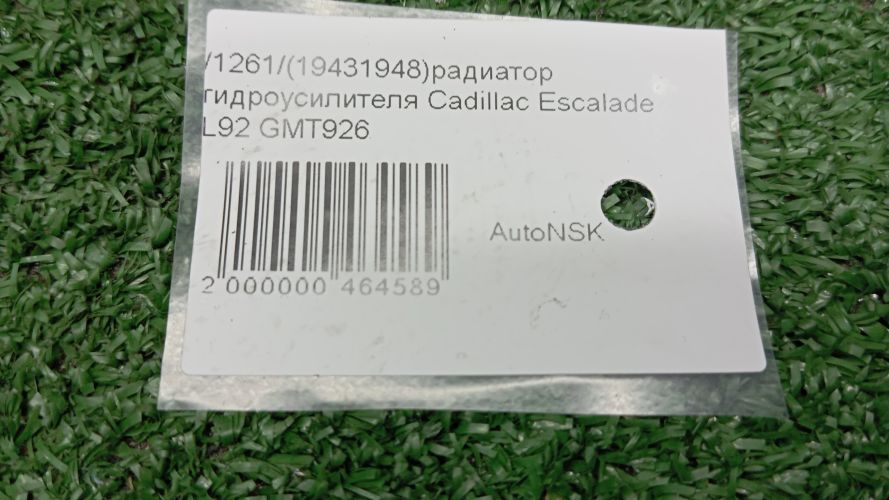 /1261/(19431948)радиатор
гидроусилителя Cadillac Escalade
L92 GMT926
AutoNSK
2 000000 464589